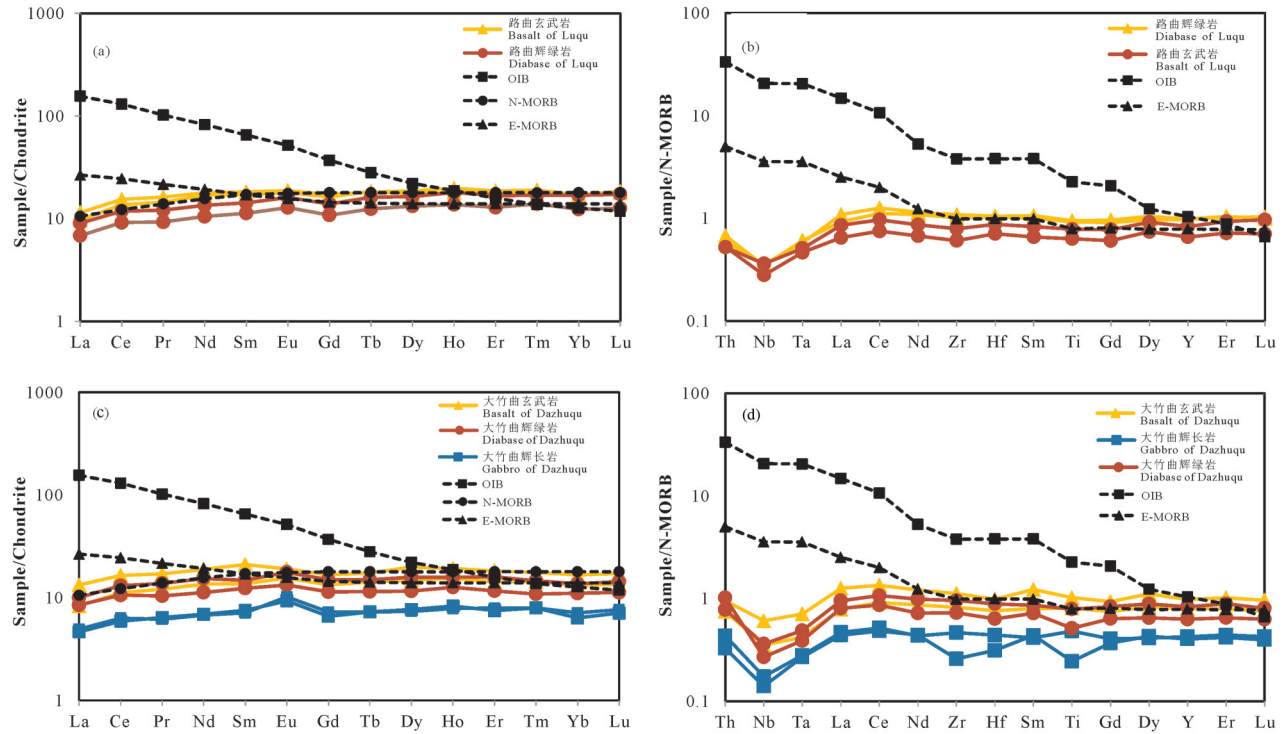 1000
100
10
1
Sample/Chondrite
(a)
路曲玄武岩
Basalt of Luqu
路曲辉绿岩
Diabase of Luqu
OIB
N-MORB
E-MORB
La Ce Pr Nd Sm Eu Gd Tb Dy Ho Er Tm Yb Lu
100
10
1
0.1
Sample/N-MORB
(b)
路曲辉绿岩
Diabase of Luqu
路曲玄武岩
Basalt of Luqu
OIB
E-MORB
Th Nb Ta La Ce Nd Zr Hf Sm Ti Gd Dy Y Er Lu
1000
100
10
1
Sample/Chondrite
(c)
大竹曲玄武岩
Basalt of Dazhuqu
大竹曲辉绿岩
Diabase of Dazhuqu
大竹曲辉长岩
Gabbro of Dazhuqu
OIB
N-MORB
E-MORB
La Ce Pr Nd Sm Eu Gd Tb Dy Ho Er Tm Yb Lu
100
10
1
0.1
Sample/N-MORB
(d)
大竹曲玄武岩
Basalt of Dazhuqu
大竹曲辉长岩
Gabbro of Dazhuqu
大竹曲辉绿岩
Diabase of Dazhuqu
OIB
E-MORB
Th Nb Ta La Ce Nd Zr Hf Sm Ti Gd Dy Y Er Lu